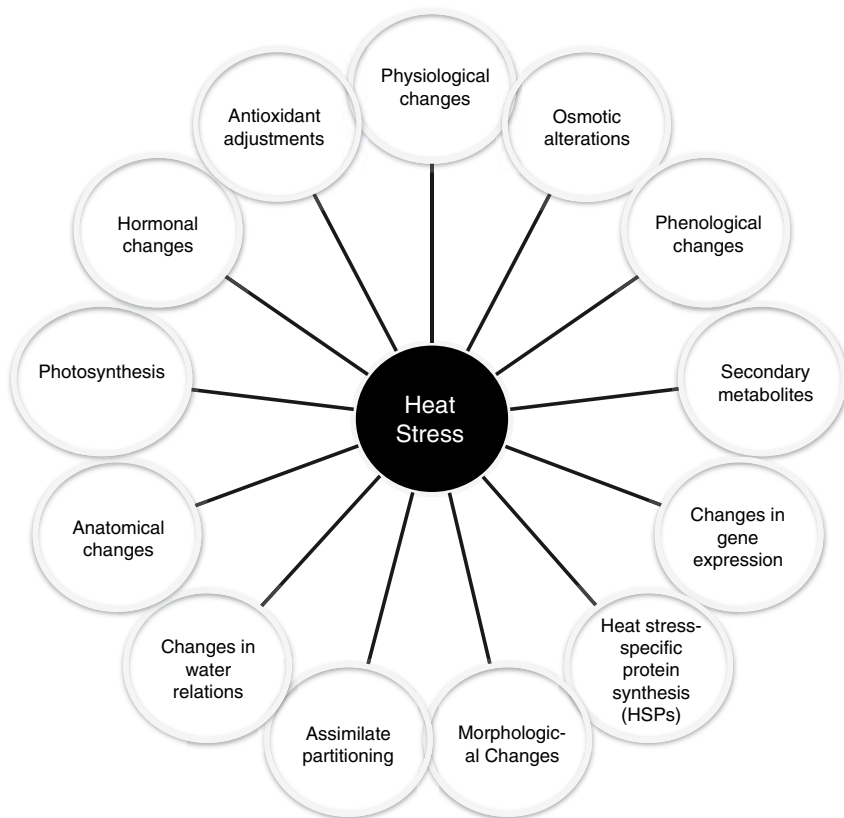 Physiological
changes
Osmotic
alterations
Phenological
changes
Secondary
metabolites
Changes in
gene
expression
Heat stress-
specific
protein
synthesis
(HSPs)
Morphologic-
al Changes
Assimilate
partitioning
Changes in
water
relations
Anatomical
changes
Photosynthesis
Hormonal
changes
Antioxidant
adjustments
Heat
Stress